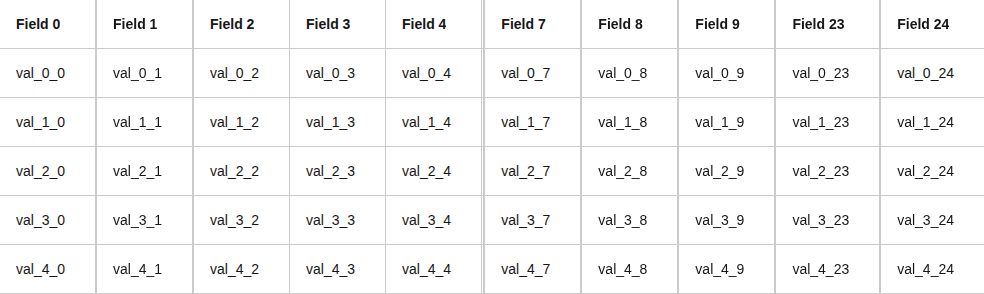 Field 0 Field 1 Field 2 Field 3 Field 4 Field 7 Field 8 Field 9 Field 23 Field 24
val_0_0 val_0_1 val_0_2 val_0_3 val_0_4 val_0_7 val_0_8 val_0_9 val_0_23 val_0_24
val_1_0 val_1_1 val_1_2 val_1_3 val_1_4 val_1_7 val_1_8 val_1_9 val_1_23 val_1_24
val_2_0 val_2_1 val_2_2 val_2_3 val_2_4 val_2_7 val_2_8 val_2_9 val_2_23 val_2_24
val_3_0 val_3_1 val_3_2 val_3_3 val_3_4 val_3_7 val_3_8 val_3_9 val_3_23 val_3_24
val_4_0 val_4_1 val_4_2 val_4_3 val_4_4 val_4_7 val_4_8 val_4_9 val_4_23 val_4_24